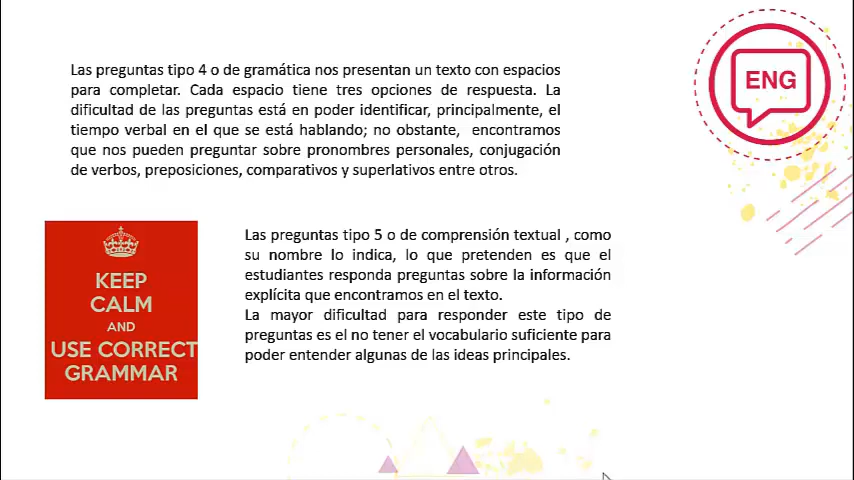 Las preguntas tipo 4 o de gramática nos presentan un texto con espacios
para completar. Cada espacio tiene tres opciones de respuesta. La
dificultad de las preguntas está en poder identificar, principalmente, el
tiempo verbal en el que se está hablando; no obstante, encontramos
que nos pueden preguntar sobre pronombres personales, conjugación
de verbos, preposiciones, comparativos y superlativos entre otros.
ENG
KEEP
CALM
AND
USE CORRECT
GRAMMAR
Las preguntas tipo 5 o de comprensión textual , como
su nombre lo indica, lo que pretenden es que el
estudiantes responda preguntas sobre la información
explícita que encontramos en el texto.
La mayor dificultad para responder este tipo de
preguntas es el no tener el vocabulario suficiente para
poder entender algunas de las ideas principales.